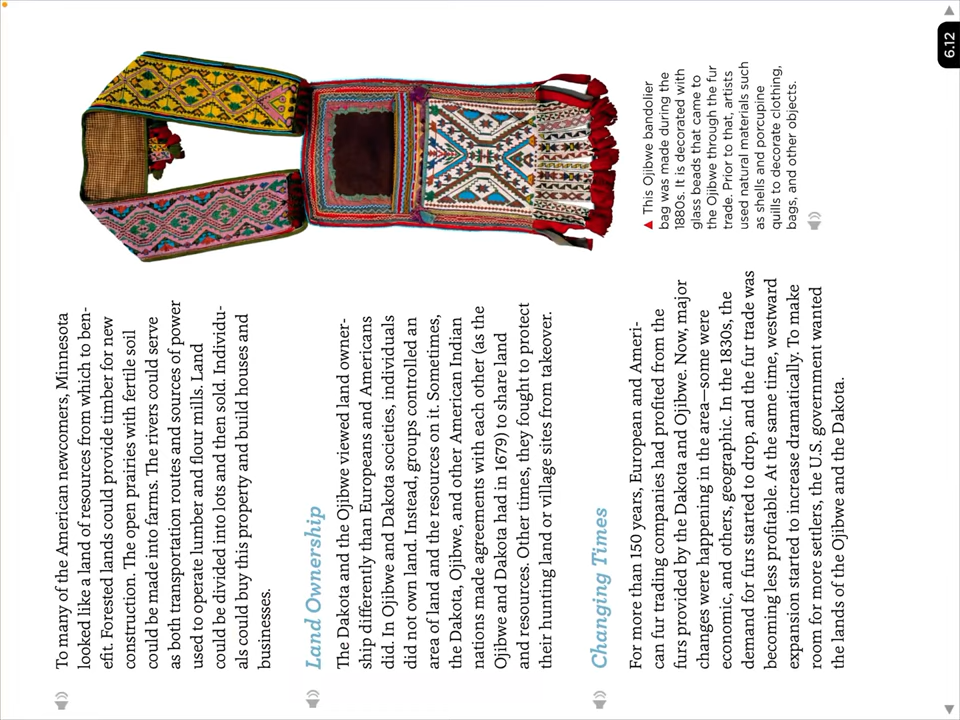 To many of the American newcomers, Minnesota
looked like a land of resources from which to ben-
efit. Forested lands could provide timber for new
construction. The open prairies with fertile soil
could be made into farms. The rivers could serve
as both transportation routes and sources of power
used to operate lumber and flour mills. Land
could be divided into lots and then sold. Individu-
als could buy this property and build houses and
businesses.
Land Ownership
The Dakota and the Ojibwe viewed land owner-
ship differently than Europeans and Americans
did. In Ojibwe and Dakota societies, individuals
did not own land. Instead, groups controlled an
area of land and the resources on it. Sometimes,
the Dakota, Ojibwe, and other American Indian
nations made agreements with each other (as the
Ojibwe and Dakota had in 1679) to share land
and resources. Other times, they fought to protect
their hunting land or village sites from takeover.
Changing Times
For more than 150 years, European and Ameri-
can fur trading companies had profited from the
furs provided by the Dakota and Ojibwe. Now, major
changes were happening in the area—some were
economic, and others, geographic. In the 1830s, the
demand for furs started to drop, and the fur trade was
becoming less profitable. At the same time, westward
expansion started to increase dramatically. To make
room for more settlers, the U.S. government wanted
the lands of the Ojibwe and the Dakota.
▲ This Ojibwe bandolier
bag was made during the
1880s. It is decorated with
glass beads that came to
the Ojibwe through the fur
trade. Prior to that, artists
used natural materials such
as shells and porcupine
quills to decorate clothing,
bags, and other objects.
6.12